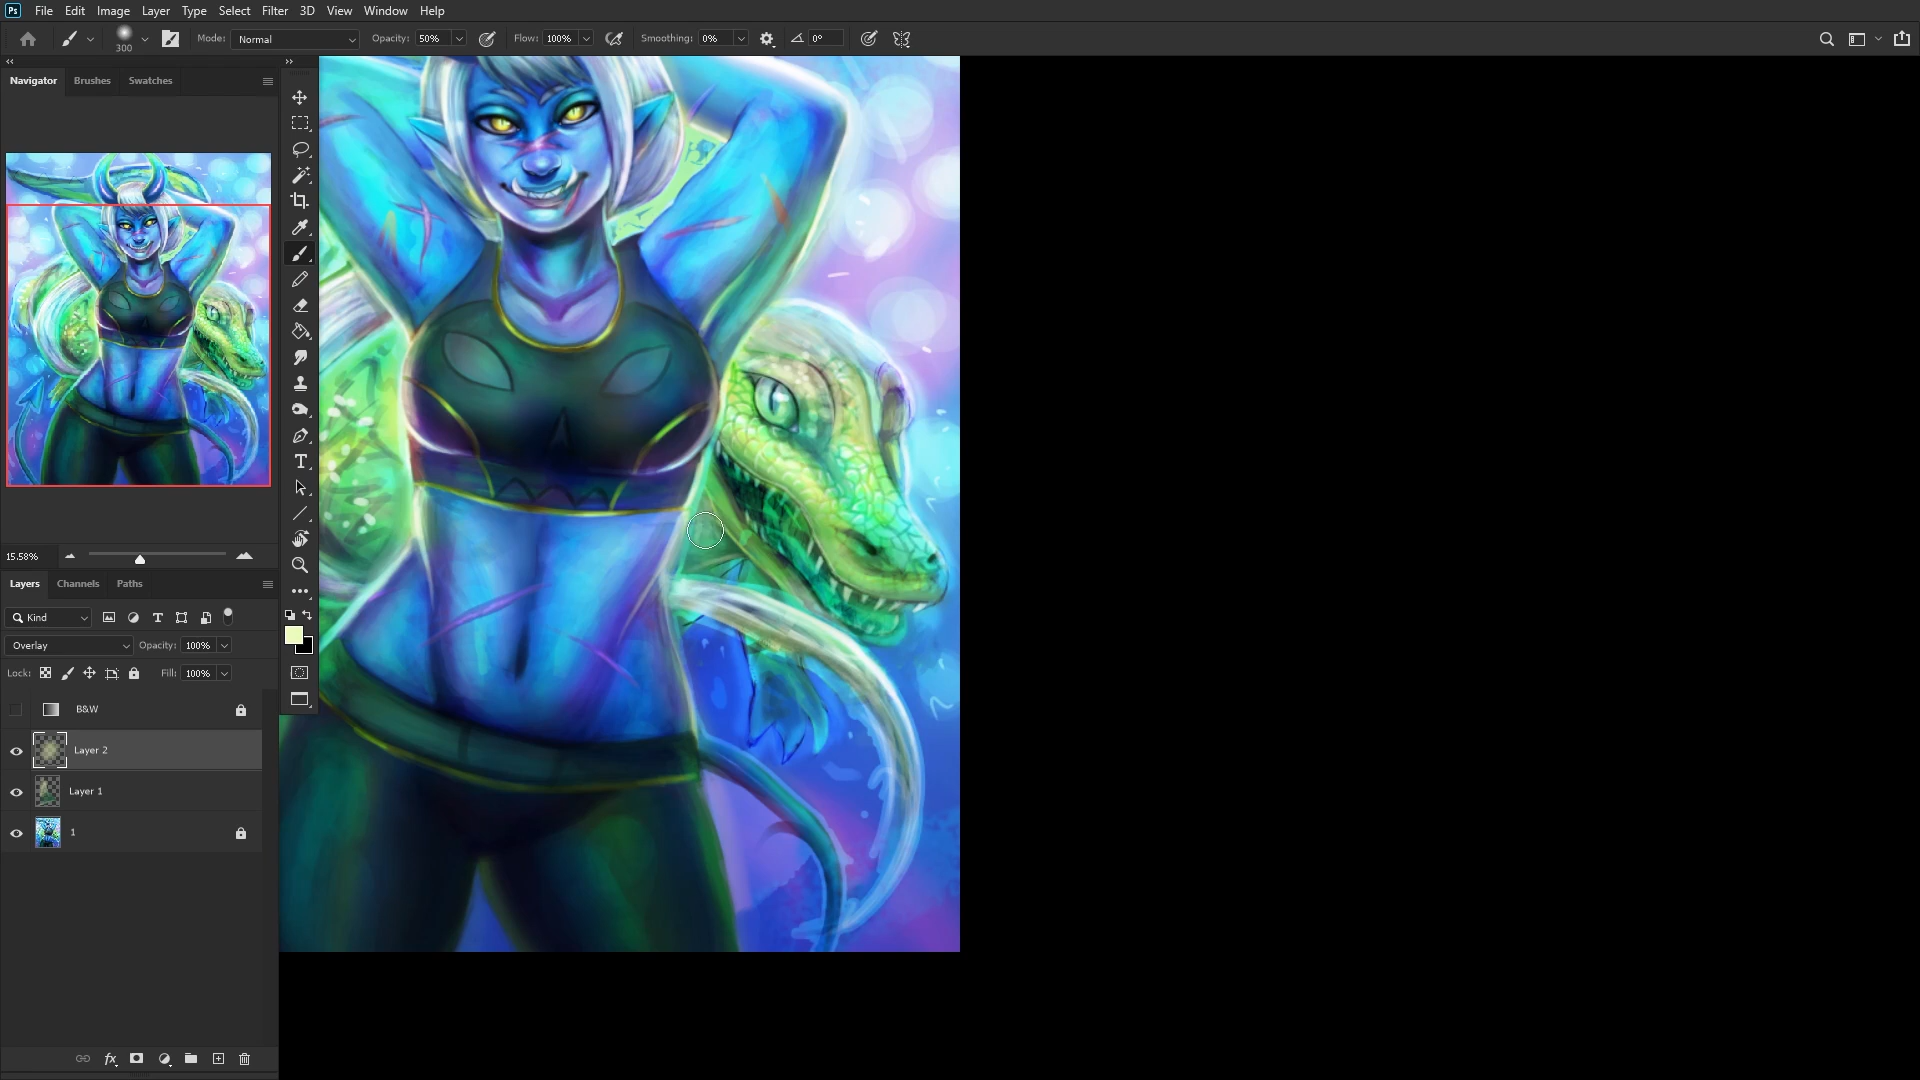 Ps File Edit Image Layer Type Select Filter 3D View Window Help
300 Mode: Normal Opacity: 50% Flow: 100% Smoothing: 0% 0°
Navigator Brushes Swatches
15.58%
Layers Channels Paths
Kind
Overlay Opacity: 100%
Lock: Fill: 100%
B&W
Layer 2
Layer 1
1
fx